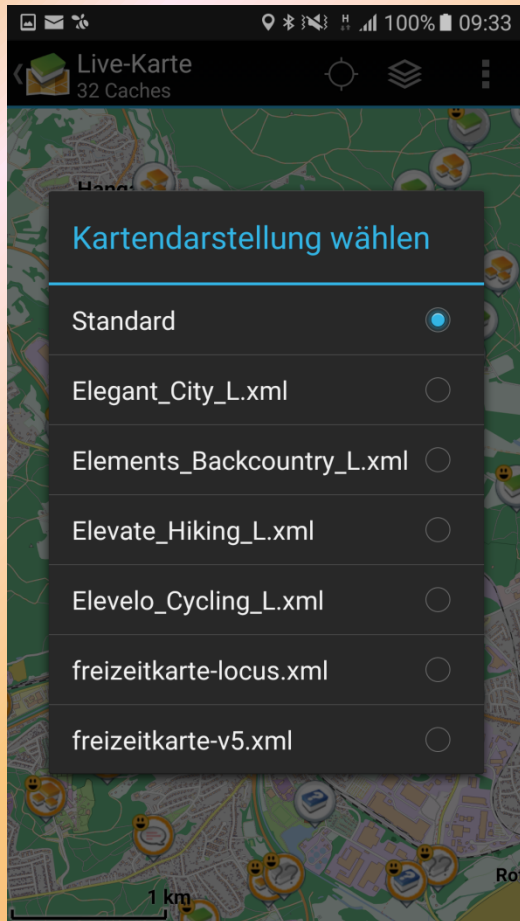 100% 09:33
Live-Karte
32 Caches
Hanga
Kartendarstellung wählen
Standard
Elegant_City_L.xml
Elements_Backcountry_L.xml
Elevate_Hiking_L.xml
Elevelo_Cycling_L.xml
freizeitkarte-locus.xml
freizeitkarte-v5.xml
Ro
1 km